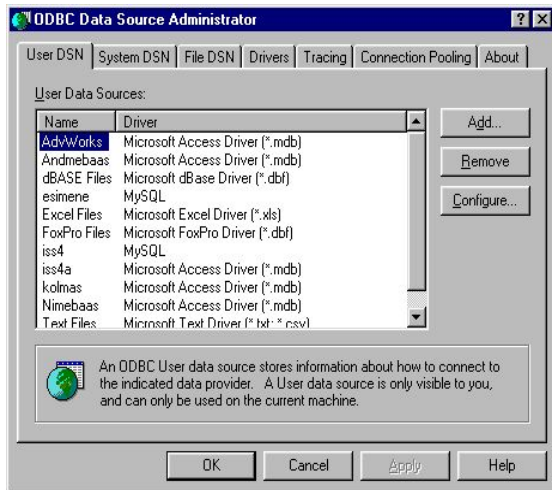 ODBC Data Source Administrator
User DSN System DSN File DSN Drivers Tracing Connection Pooling About
User Data Sources:
Name Driver
AdvWorks Microsoft Access Driver (*.mdb)
Andmebaas Microsoft Access Driver (*.mdb)
dBASE Files Microsoft dBase Driver (*.dbf)
esimene MySQL
Excel Files Microsoft Excel Driver (*.xls)
FoxPro Files Microsoft FoxPro Driver (*.dbf)
iss4 MySQL
iss4a Microsoft Access Driver (*.mdb)
kolmas Microsoft Access Driver (*.mdb)
Nimebaas Microsoft Access Driver (*.mdb)
Text Files Microsoft Text Driver (*.txt; *.csv)
Add...
Remove
Configure...
An ODBC User data source stores information about how to connect to
the indicated data provider. A User data source is only visible to you,
and can only be used on the current machine.
OK Cancel Apply Help